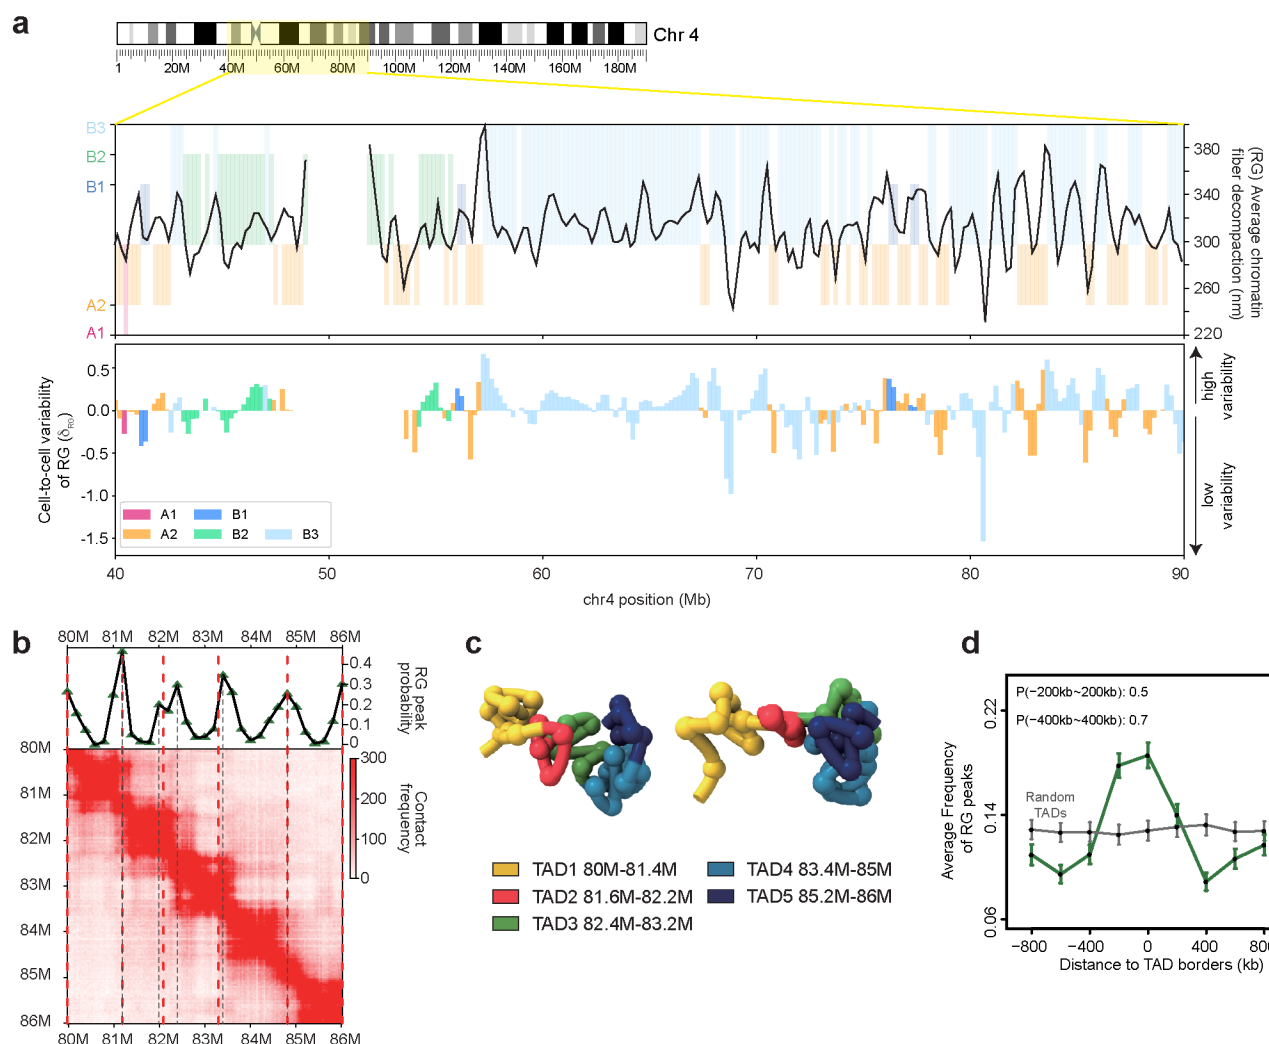 a
Chr 4
1 20M 40M 60M 80M 100M 120M 140M 160M 180M
B3
B2
B1
A2
A1
380
340
300
260
220
(RG) Average chromatin
fiber decompaction (nm)
0.5
0.0
-0.5
-1.0
-1.5
Cell-to-cell variability
of RG (δRG)
high
variability
low
variability
A1 B1
A2 B2 B3
40 50 60 70 80 90
chr4 position (Mb)
b
80M 81M 82M 83M 84M 85M 86M
0.4
0.3
0.2
0.1
0
RG peak
probability
80M
81M
82M
83M
84M
85M
86M
300
200
100
0
Contact
frequency
80M 81M 82M 83M 84M 85M 86M
c
TAD1 80M-81.4M
TAD2 81.6M-82.2M
TAD3 82.4M-83.2M
TAD4 83.4M-85M
TAD5 85.2M-86M
d
P(−200kb~200kb): 0.5
P(−400kb~400kb): 0.7
Random
TADs
0.22
0.14
0.06
Average Frequency
of RG peaks
−800 −400 0 400 800
Distance to TAD borders (kb)